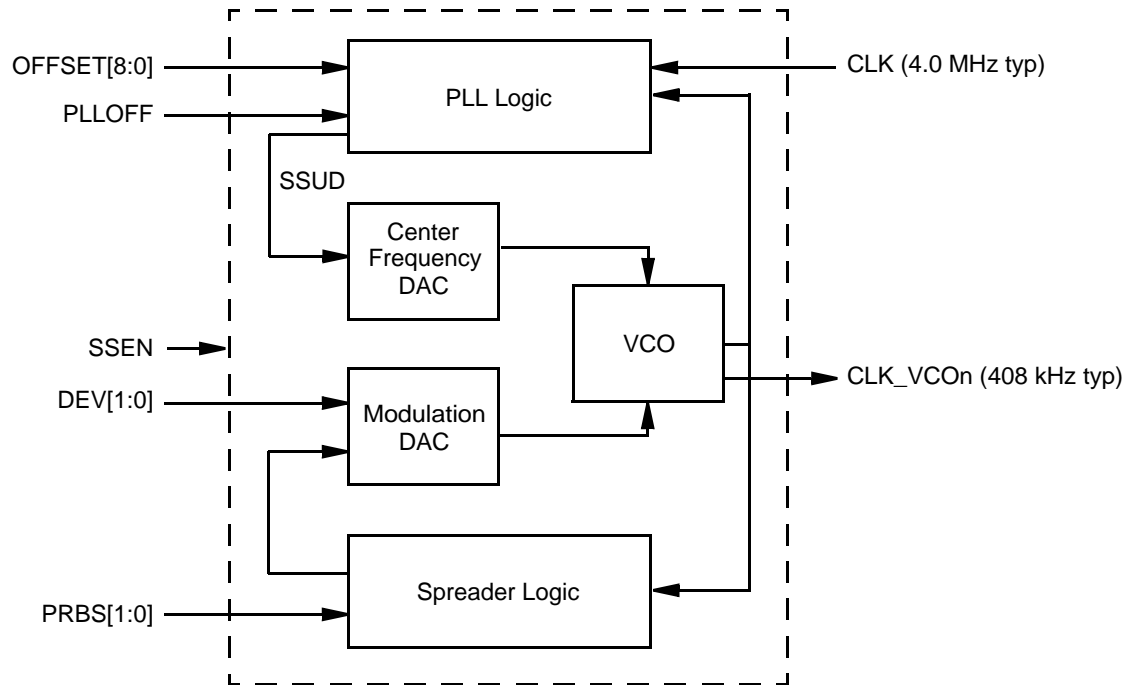 OFFSET[8:0]
PLLOFF
PLL Logic
CLK (4.0 MHz typ)
SSUD
Center
Frequency
DAC
SSEN
VCO
CLK_VCOn (408 kHz typ)
DEV[1:0]
Modulation
DAC
Spreader Logic
PRBS[1:0]